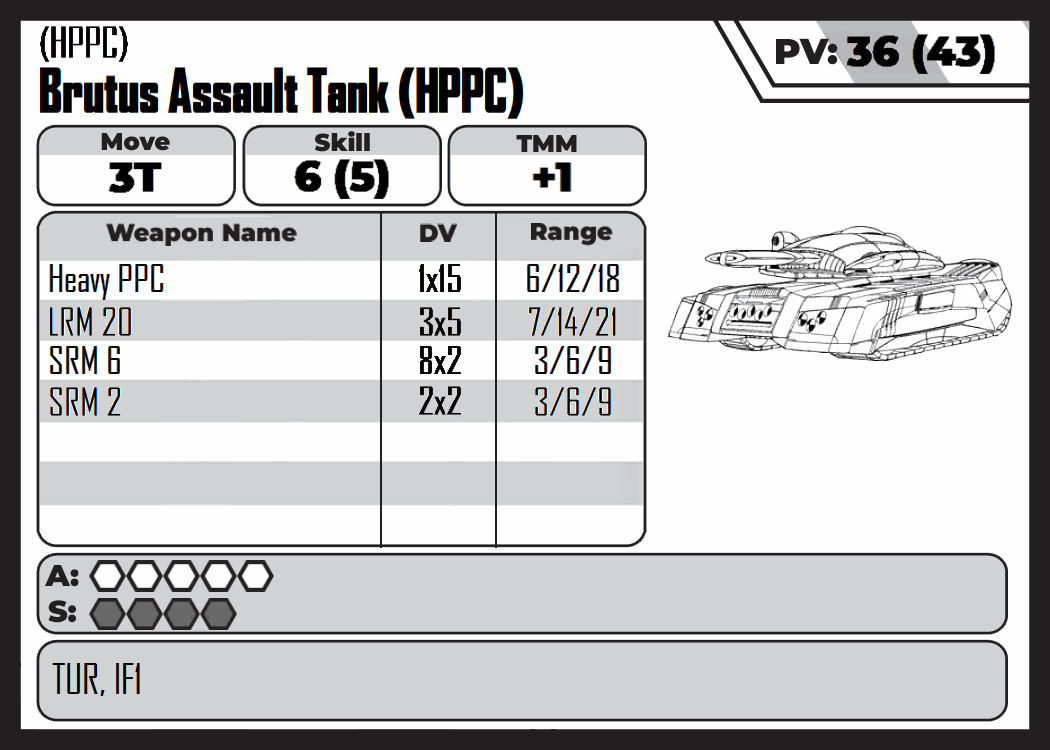 (HPPC)
Brutus Assault Tank (HPPC)
PV: 36 (43)
Move Skill TMM
3T 6 (5) +1
Weapon Name DV Range
Heavy PPC 1x15 6/12/18
LRM 20 3x5 7/14/21
SRM 6 8x2 3/6/9
SRM 2 2x2 3/6/9
A:
S:
TUR, IF1